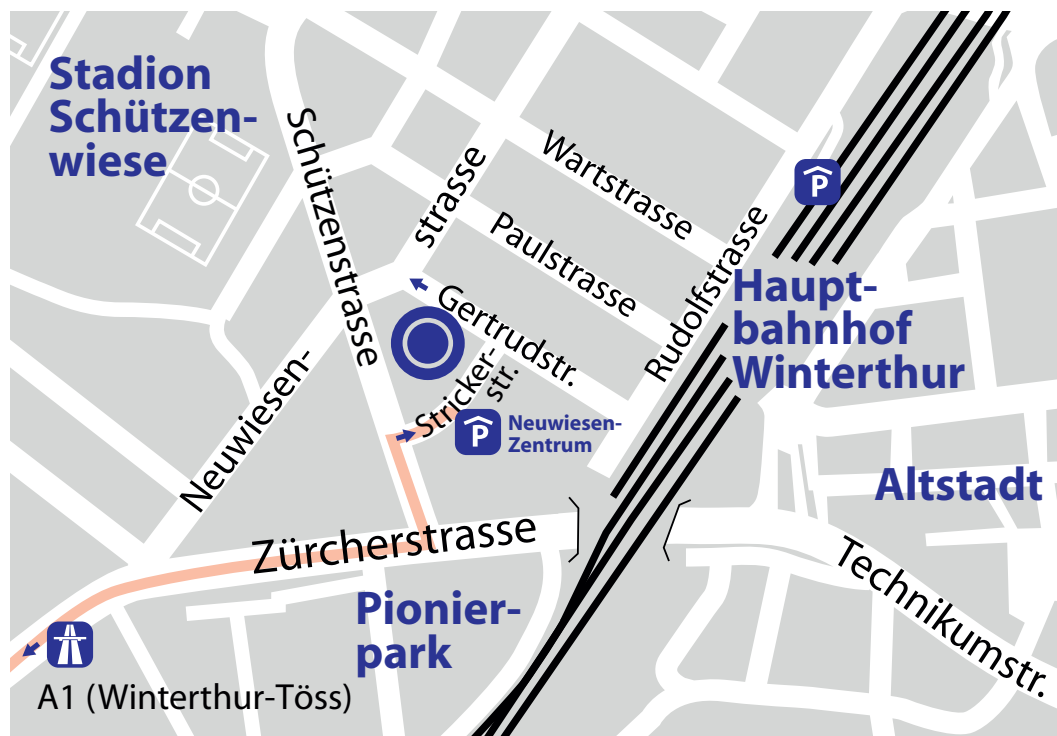 Stadion
Schützen-
wiese
Schützenstrasse
Wartstrasse
strasse
Paulstrasse
P
Rudolfstrasse
Haupt-
bahnhof
Winterthur
Gertrudstr.
Stricker-
str.
Neuwiesen-
P
Neuwiesen-
Zentrum
Altstadt
Zürcherstrasse
Technikumstr.
Pionier-
park
A1 (Winterthur-Töss)